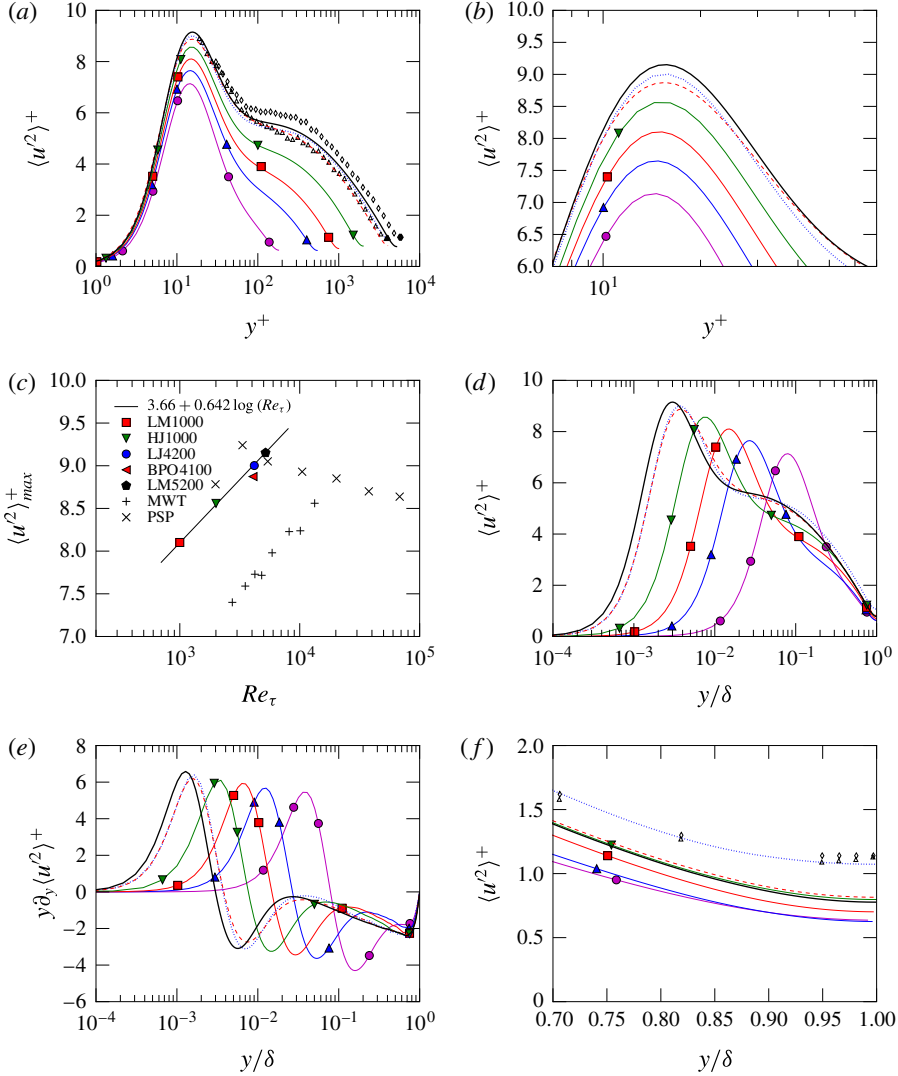 (a)
10
8
6
4
2
0
10⁰ 10¹ 10² 10³ 10⁴
⟨u′²⟩⁺
y⁺
(b)
10.0
9.5
9.0
8.5
8.0
7.5
7.0
6.5
6.0
10¹
⟨u′²⟩⁺
y⁺
(c)
10.0
9.5
9.0
8.5
8.0
7.5
7.0
10³ 10⁴ 10⁵
⟨u′²⟩⁺max
Reτ
3.66 + 0.642 log (Reτ)
LM1000
HJ1000
LJ4200
BPO4100
LM5200
MWT
PSP
(d)
10
8
6
4
2
0
10⁻⁴ 10⁻³ 10⁻² 10⁻¹ 10⁰
⟨u′²⟩⁺
y/δ
(e)
8
6
4
2
0
−2
−4
−6
10⁻⁴ 10⁻³ 10⁻² 10⁻¹ 10⁰
y∂y⟨u′²⟩⁺
y/δ
(f)
2.0
1.5
1.0
0.5
0
0.70 0.75 0.80 0.85 0.90 0.95 1.00
⟨u′²⟩⁺
y/δ